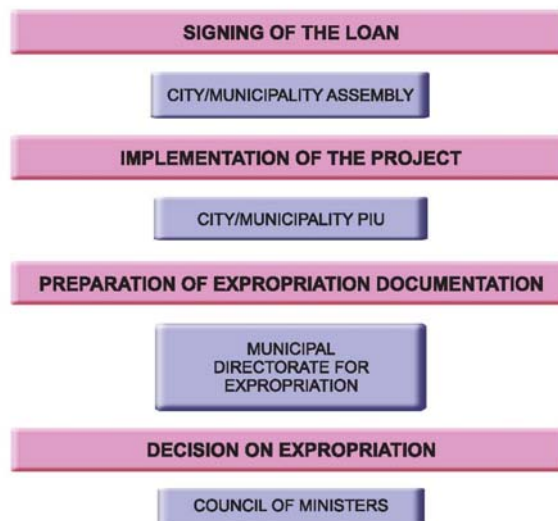 SIGNING OF THE LOAN
CITY/MUNICIPALITY ASSEMBLY
IMPLEMENTATION OF THE PROJECT
CITY/MUNICIPALITY PIU
PREPARATION OF EXPROPRIATION DOCUMENTATION
MUNICIPAL
DIRECTORATE FOR
EXPROPRIATION
DECISION ON EXPROPRIATION
COUNCIL OF MINISTERS